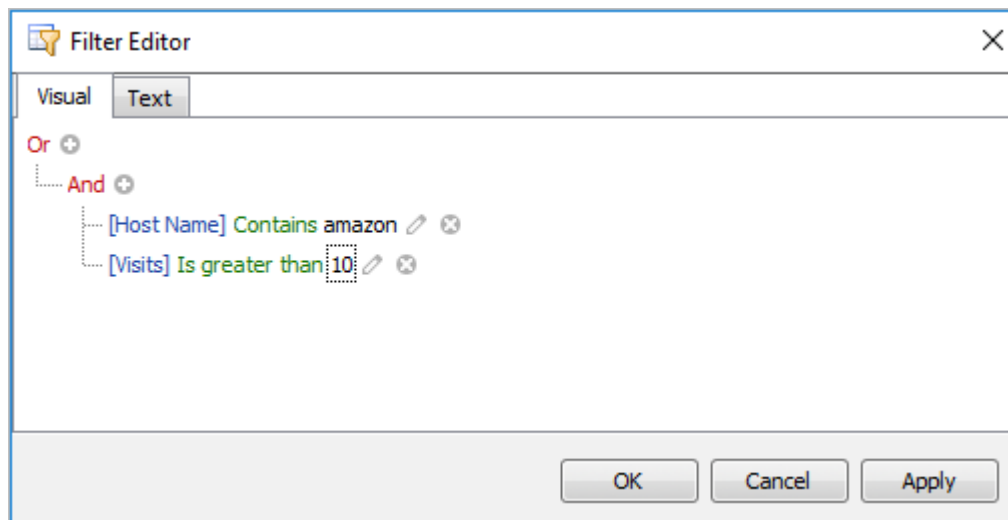 Filter Editor
Visual Text
Or
And
[Host Name] Contains amazon
[Visits] Is greater than 10
OK Cancel Apply